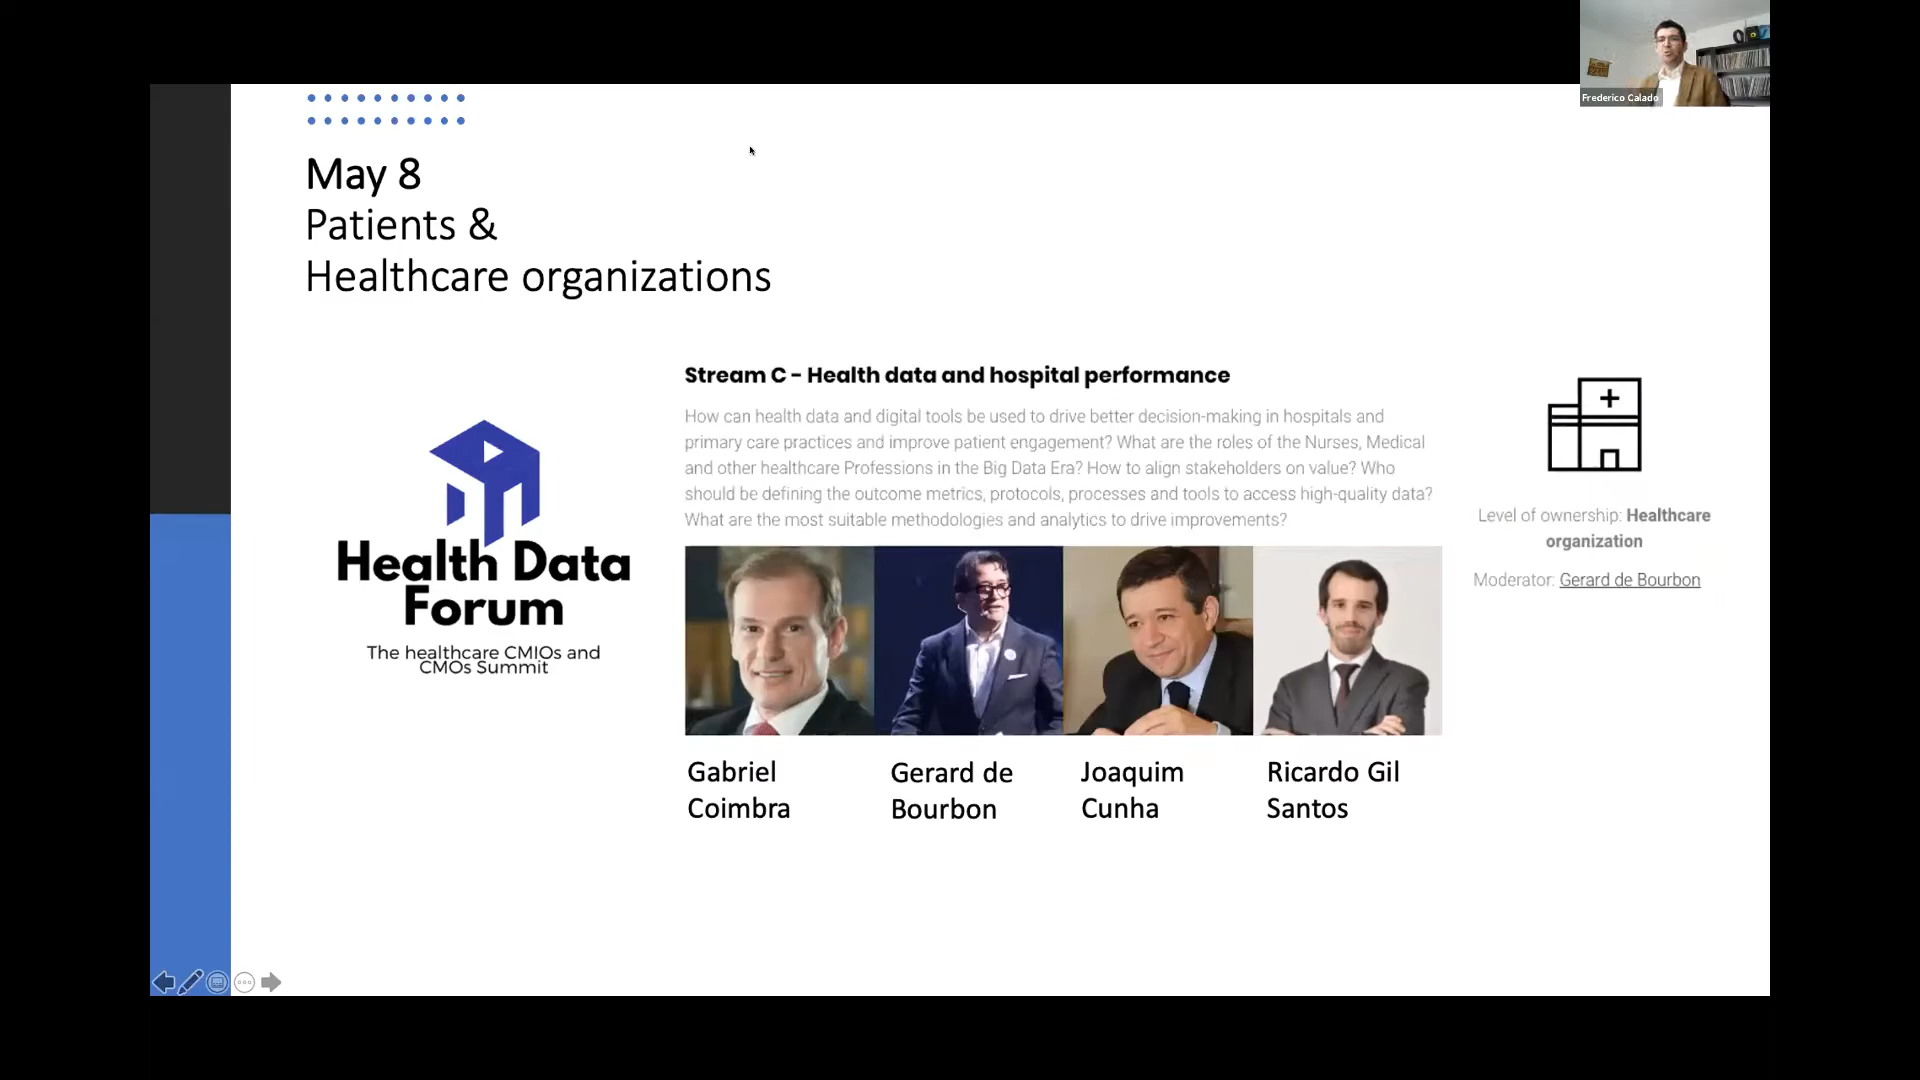 Frederico Calado
May 8
Patients &
Healthcare organizations
Stream C - Health data and hospital performance
How can health data and digital tools be used to drive better decision-making in hospitals and
primary care practices and improve patient engagement? What are the roles of the Nurses, Medical
and other healthcare Professions in the Big Data Era? How to align stakeholders on value? Who
should be defining the outcome metrics, protocols, processes and tools to access high-quality data?
What are the most suitable methodologies and analytics to drive improvements?
Health Data
Forum
The healthcare CMIOs and
CMOs Summit
Level of ownership: Healthcare
organization
Moderator: Gerard de Bourbon
Gabriel
Coimbra
Gerard de
Bourbon
Joaquim
Cunha
Ricardo Gil
Santos